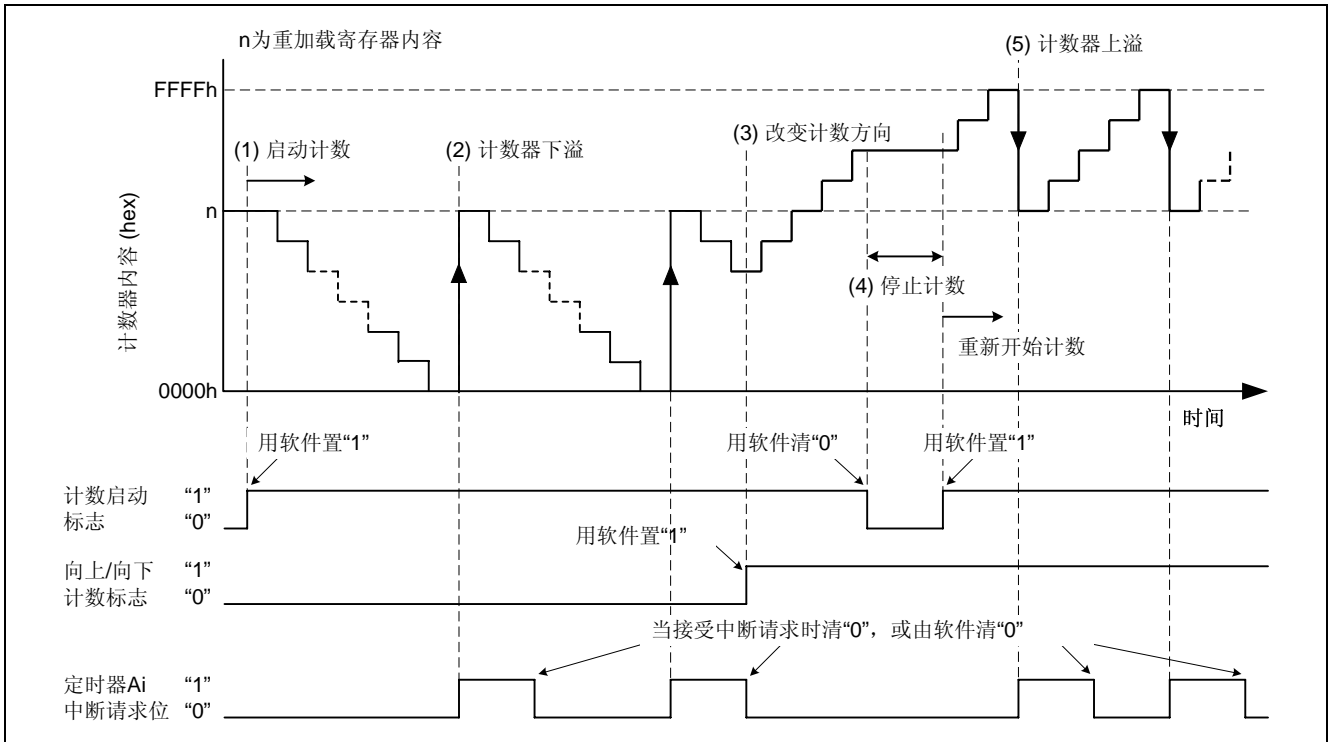 n为重加载寄存器内容
(5) 计数器上溢
FFFFh
(3) 改变计数方向
(1) 启动计数
(2) 计数器下溢
计数器内容 (hex)
n
(4) 停止计数
重新开始计数
0000h
时间
用软件置“1”
用软件清“0”
用软件置“1”
计数启动 “1”
标志 “0”
用软件置“1”
向上/向下 “1”
计数标志 “0”
当接受中断请求时清“0”，或由软件清“0”
定时器Ai “1”
中断请求位 “0”